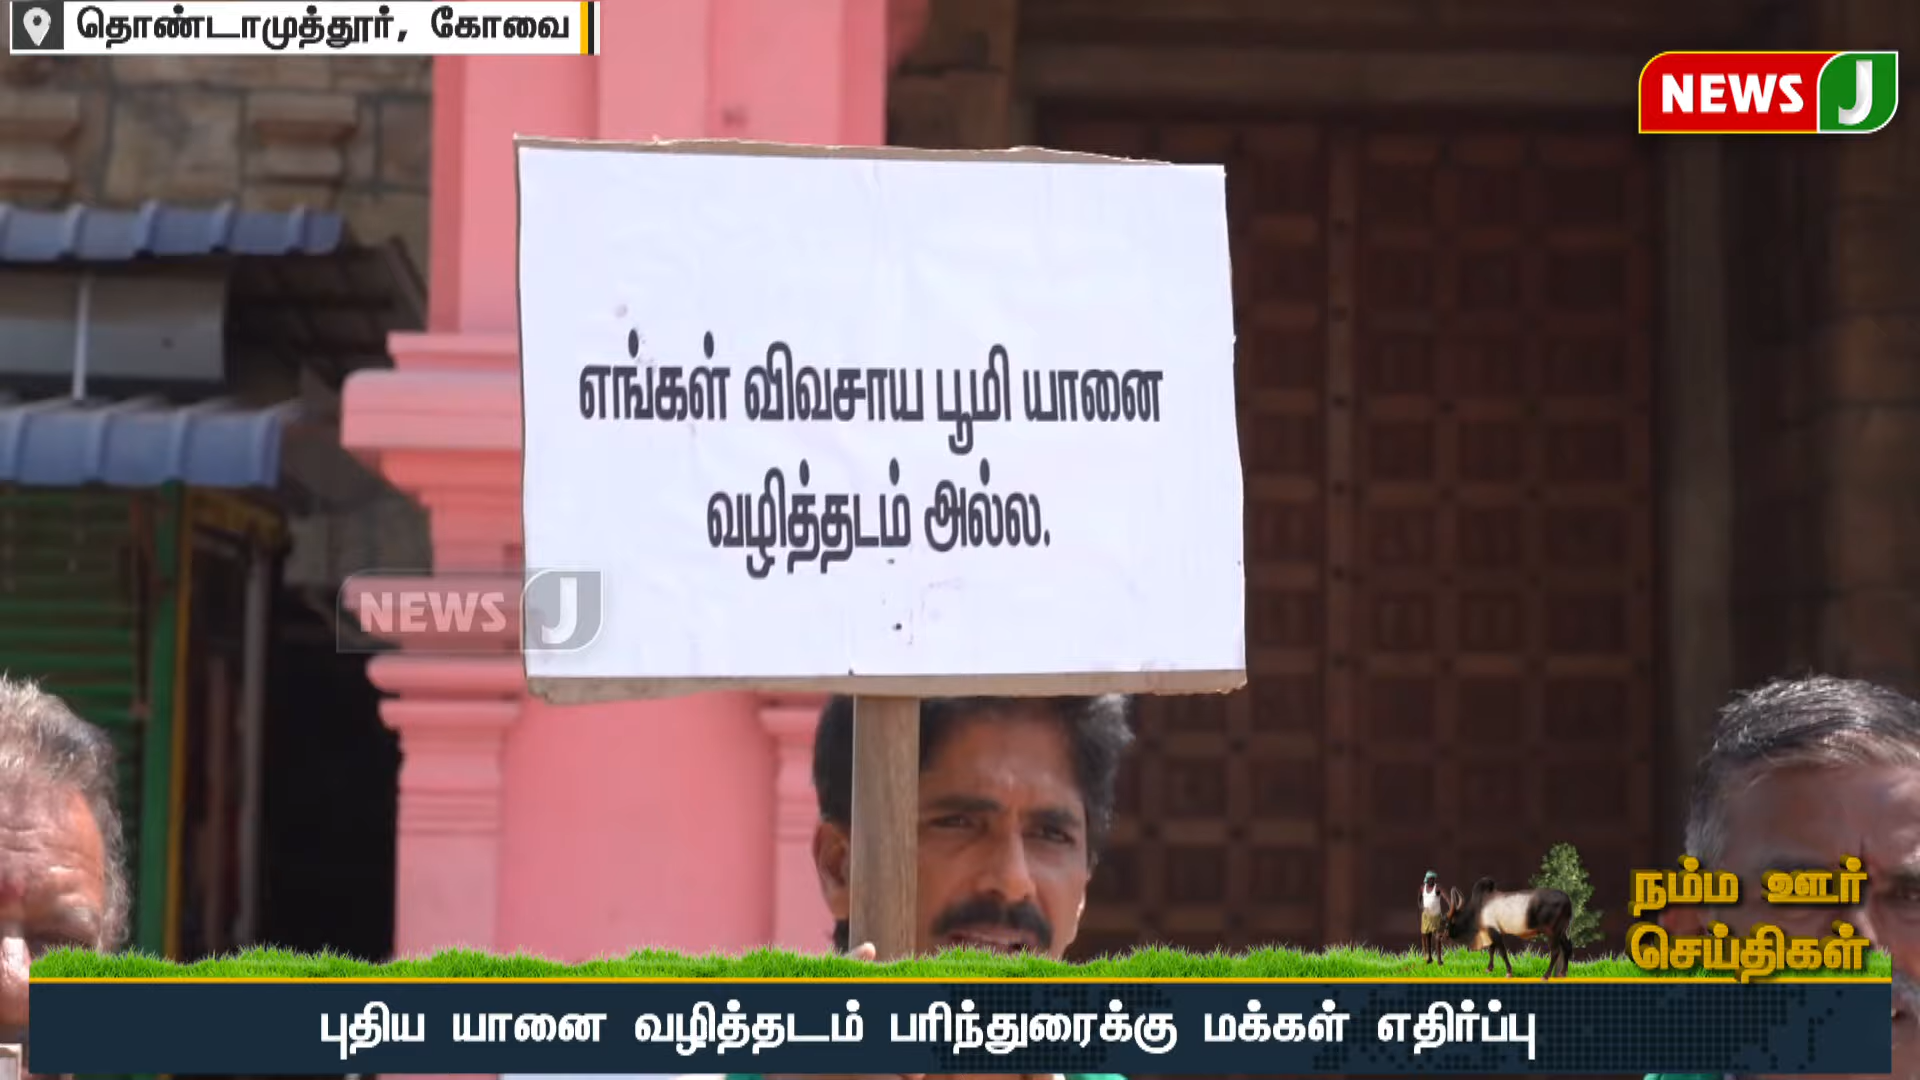 தொண்டாமுத்தூர், கோவை
NEWS J
எங்கள் விவசாய பூமி யானை
வழித்தடம் அல்ல.
NEWS J
நம்ம ஊர்
செய்திகள்
புதிய யானை வழித்தடம் பரிந்துரைக்கு மக்கள் எதிர்ப்பு